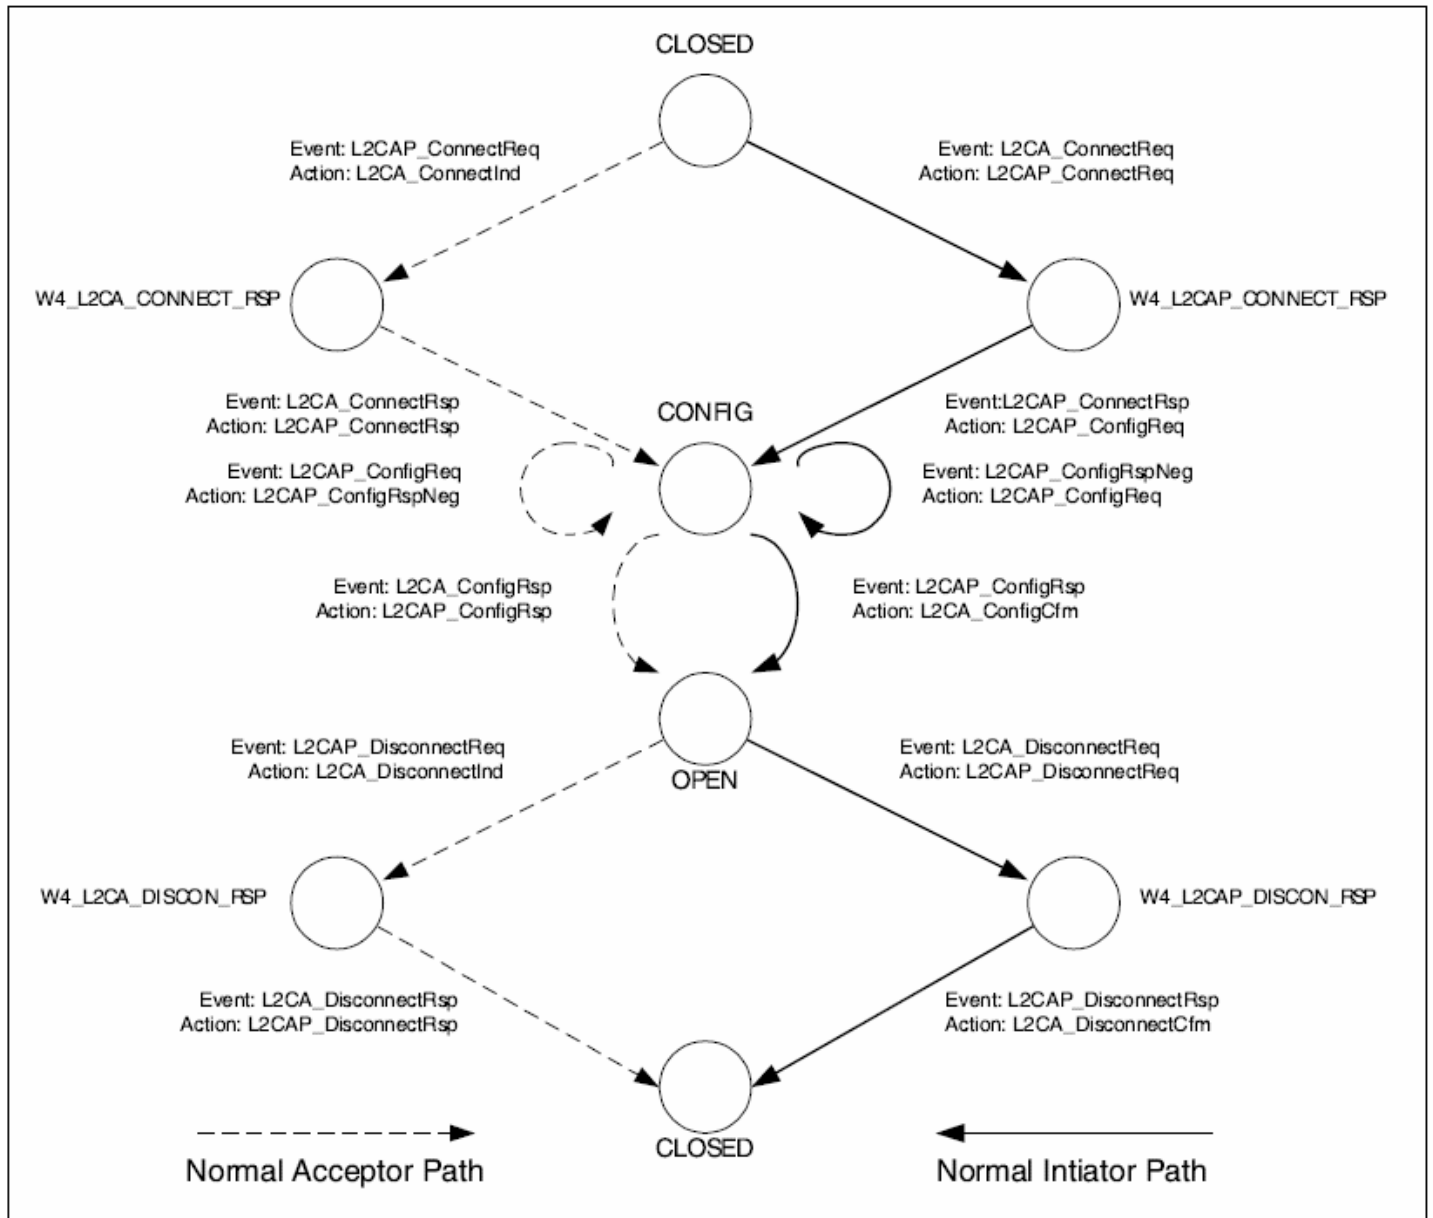 CLOSED
Event: L2CAP_ConnectReq
Action: L2CA_ConnectInd
Event: L2CA_ConnectReq
Action: L2CAP_ConnectReq
W4_L2CA_CONNECT_RSP
W4_L2CAP_CONNECT_RSP
Event: L2CA_ConnectRsp
Action: L2CAP_ConnectRsp
CONFIG
Event:L2CAP_ConnectRsp
Action: L2CAP_ConfigReq
Event: L2CAP_ConfigReq
Action: L2CAP_ConfigRspNeg
Event: L2CAP_ConfigRspNeg
Action: L2CAP_ConfigReq
Event: L2CA_ConfigRsp
Action: L2CAP_ConfigRsp
Event: L2CAP_ConfigRsp
Action: L2CA_ConfigCfm
Event: L2CAP_DisconnectReq
Action: L2CA_DisconnectInd
OPEN
Event: L2CA_DisconnectReq
Action: L2CAP_DisconnectReq
W4_L2CA_DISCON_RSP
W4_L2CAP_DISCON_RSP
Event: L2CA_DisconnectRsp
Action: L2CAP_DisconnectRsp
Event: L2CAP_DisconnectRsp
Action: L2CA_DisconnectCfm
CLOSED
Normal Acceptor Path
Normal Intiator Path